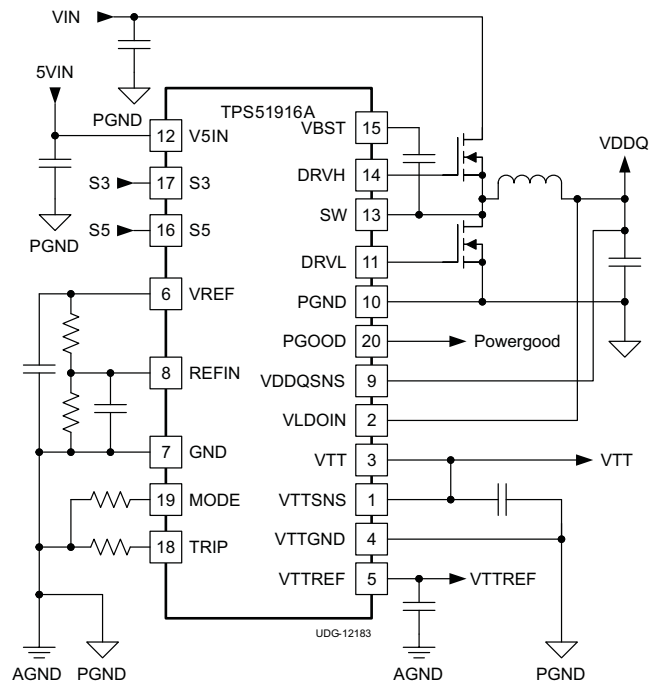 VIN
5VIN
PGND
TPS51916A
12 V5IN
VBST 15
VDDQ
S3 17 S3
DRVH 14
PGND
S5 16 S5
SW 13
DRVL 11
6 VREF
PGND 10
PGOOD 20 Powergood
8 REFIN
VDDQSNS 9
VLDOIN 2
7 GND
VTT 3 VTT
19 MODE
VTTSNS 1
18 TRIP
VTTGND 4
VTTREF 5 VTTREF
UDG-12183
AGND PGND
AGND
PGND